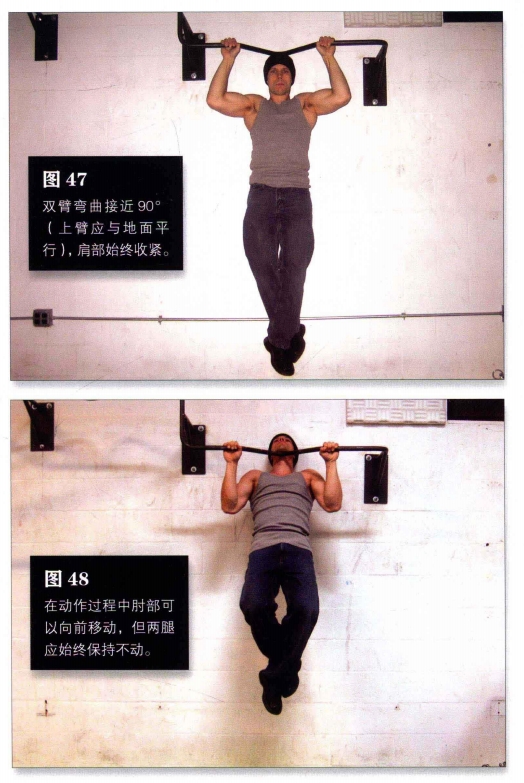 图 47
双臂弯曲接近 90°
（上臂应与地面平
行），肩部始终收紧。
图 48
在动作过程中肘部可
以向前移动，但两腿
应始终保持不动。